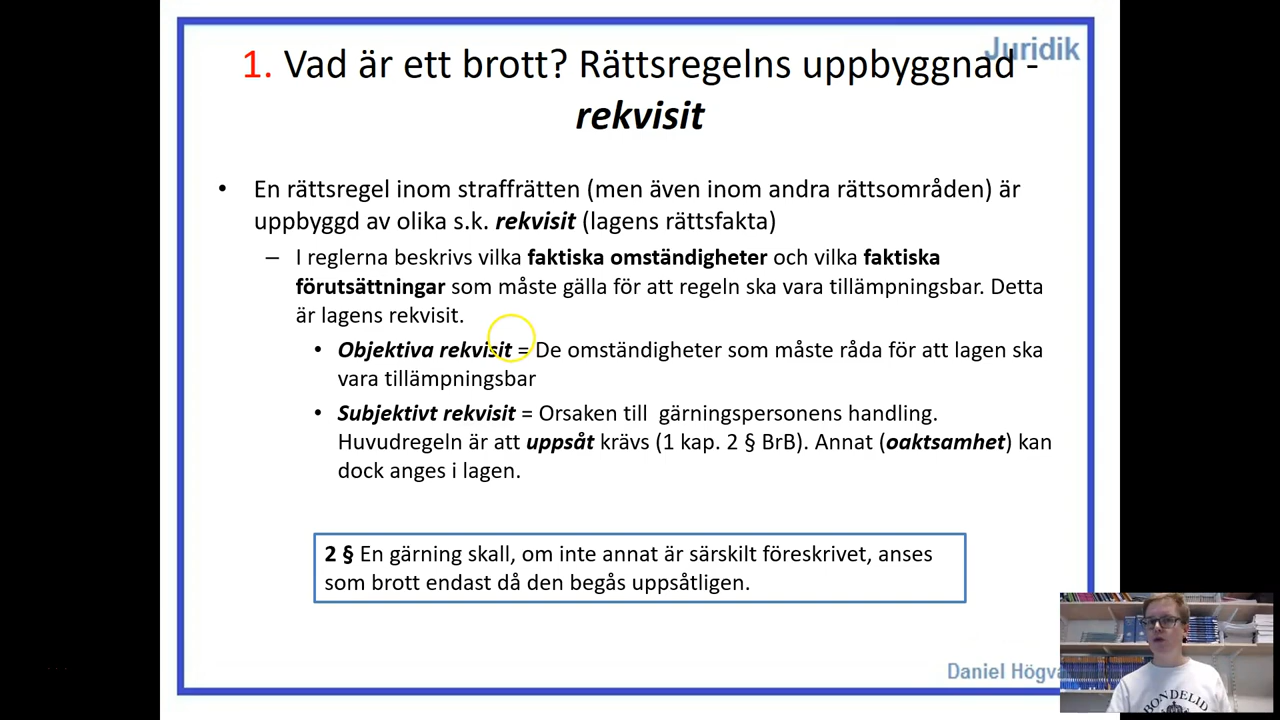 Juridik
1. Vad är ett brott? Rättsregelns uppbyggnad -
rekvisit
• En rättsregel inom straffrätten (men även inom andra rättsområden) är
uppbyggd av olika s.k. rekvisit (lagens rättsfakta)
– I reglerna beskrivs vilka faktiska omständigheter och vilka faktiska
förutsättningar som måste gälla för att regeln ska vara tillämpningsbar. Detta
är lagens rekvisit.
• Objektiva rekvisit = De omständigheter som måste råda för att lagen ska
vara tillämpningsbar
• Subjektivt rekvisit = Orsaken till gärningspersonens handling.
Huvudregeln är att uppsåt krävs (1 kap. 2 § BrB). Annat (oaktsamhet) kan
dock anges i lagen.
2 § En gärning skall, om inte annat är särskilt föreskrivet, anses
som brott endast då den begås uppsåtligen.
Daniel
BONDELID